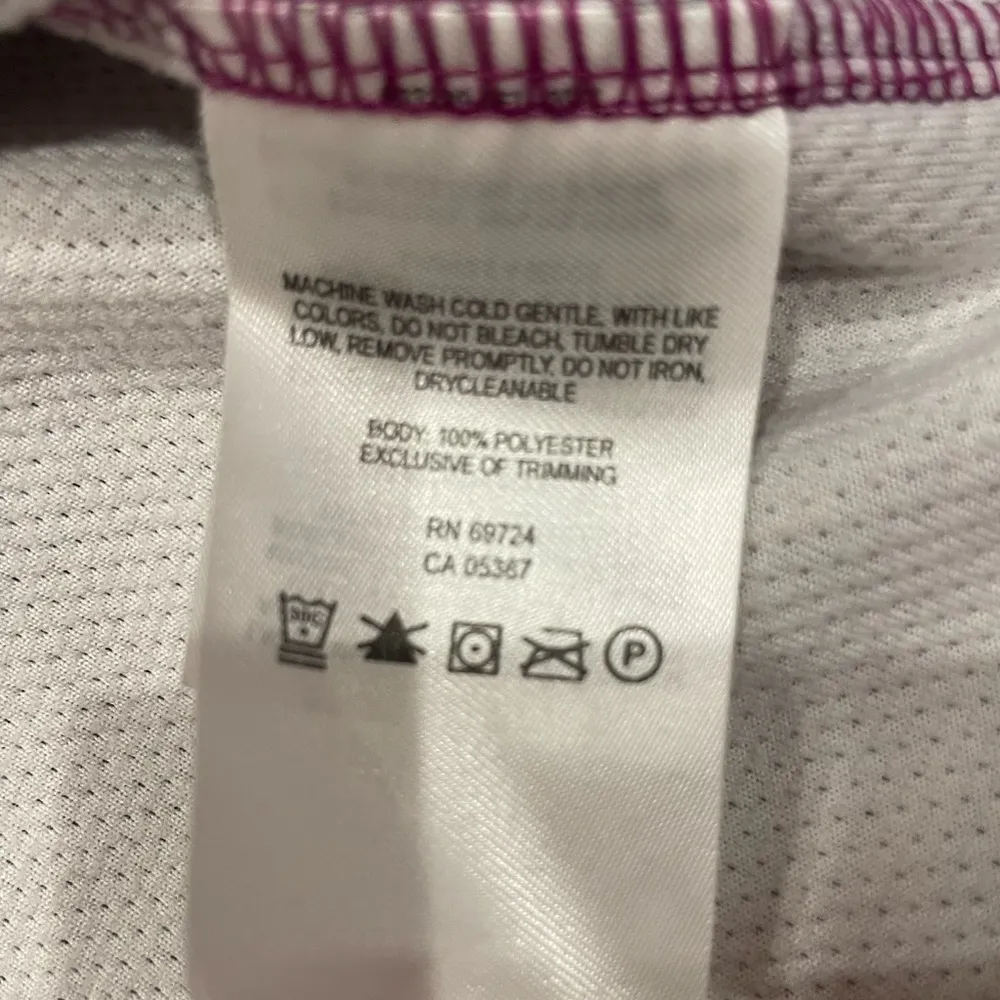 MACHINE WASH COLD GENTLE, WITH LIKE
COLORS, DO NOT BLEACH, TUMBLE DRY
LOW, REMOVE PROMPTLY, DO NOT IRON,
DRYCLEANABLE
BODY: 100% POLYESTER
EXCLUSIVE OF TRIMMING
RN 69724
CA 05367
30°C
P